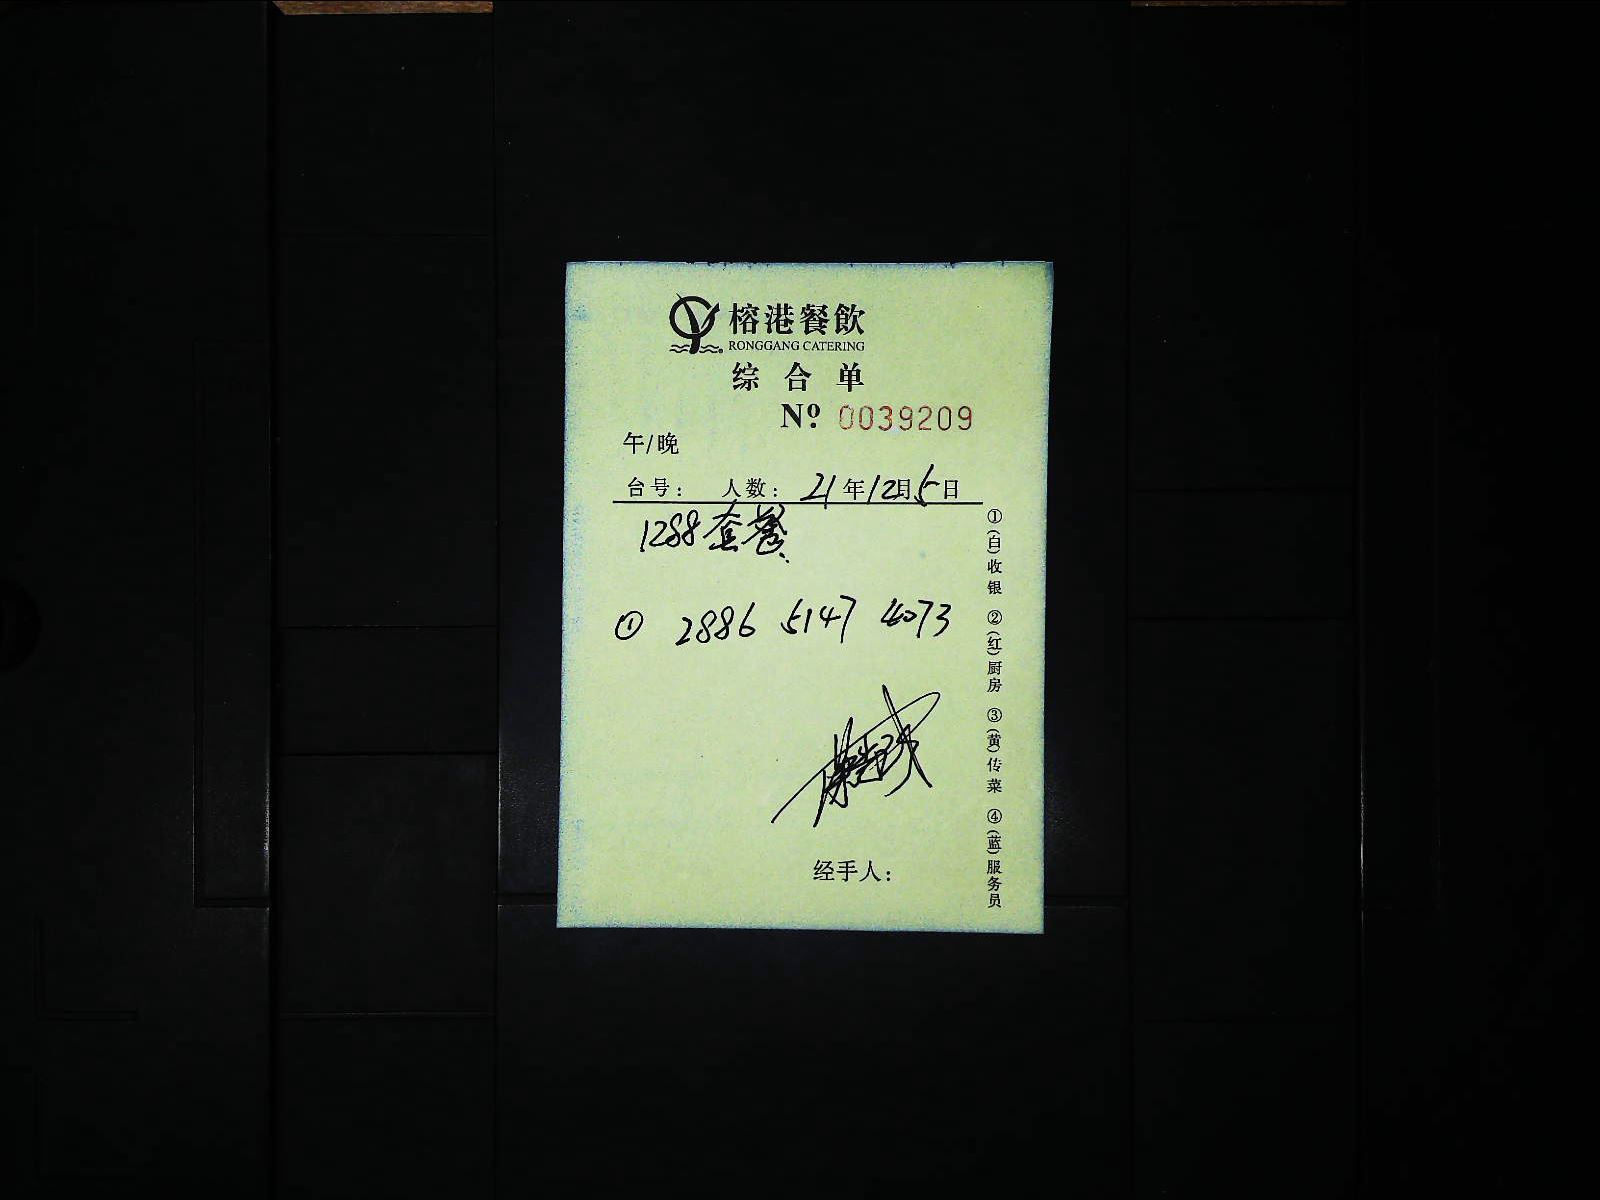 榕港餐飲
RONGGANG CATERING
综合单
Nº 0039209
午/晚
台号： 人数： 21年12月5日
1288套餐
① 2886 5147 4073
经手人：
①(白)收银 ②(红)厨房 ③(黄)传菜 ④(蓝)服务员